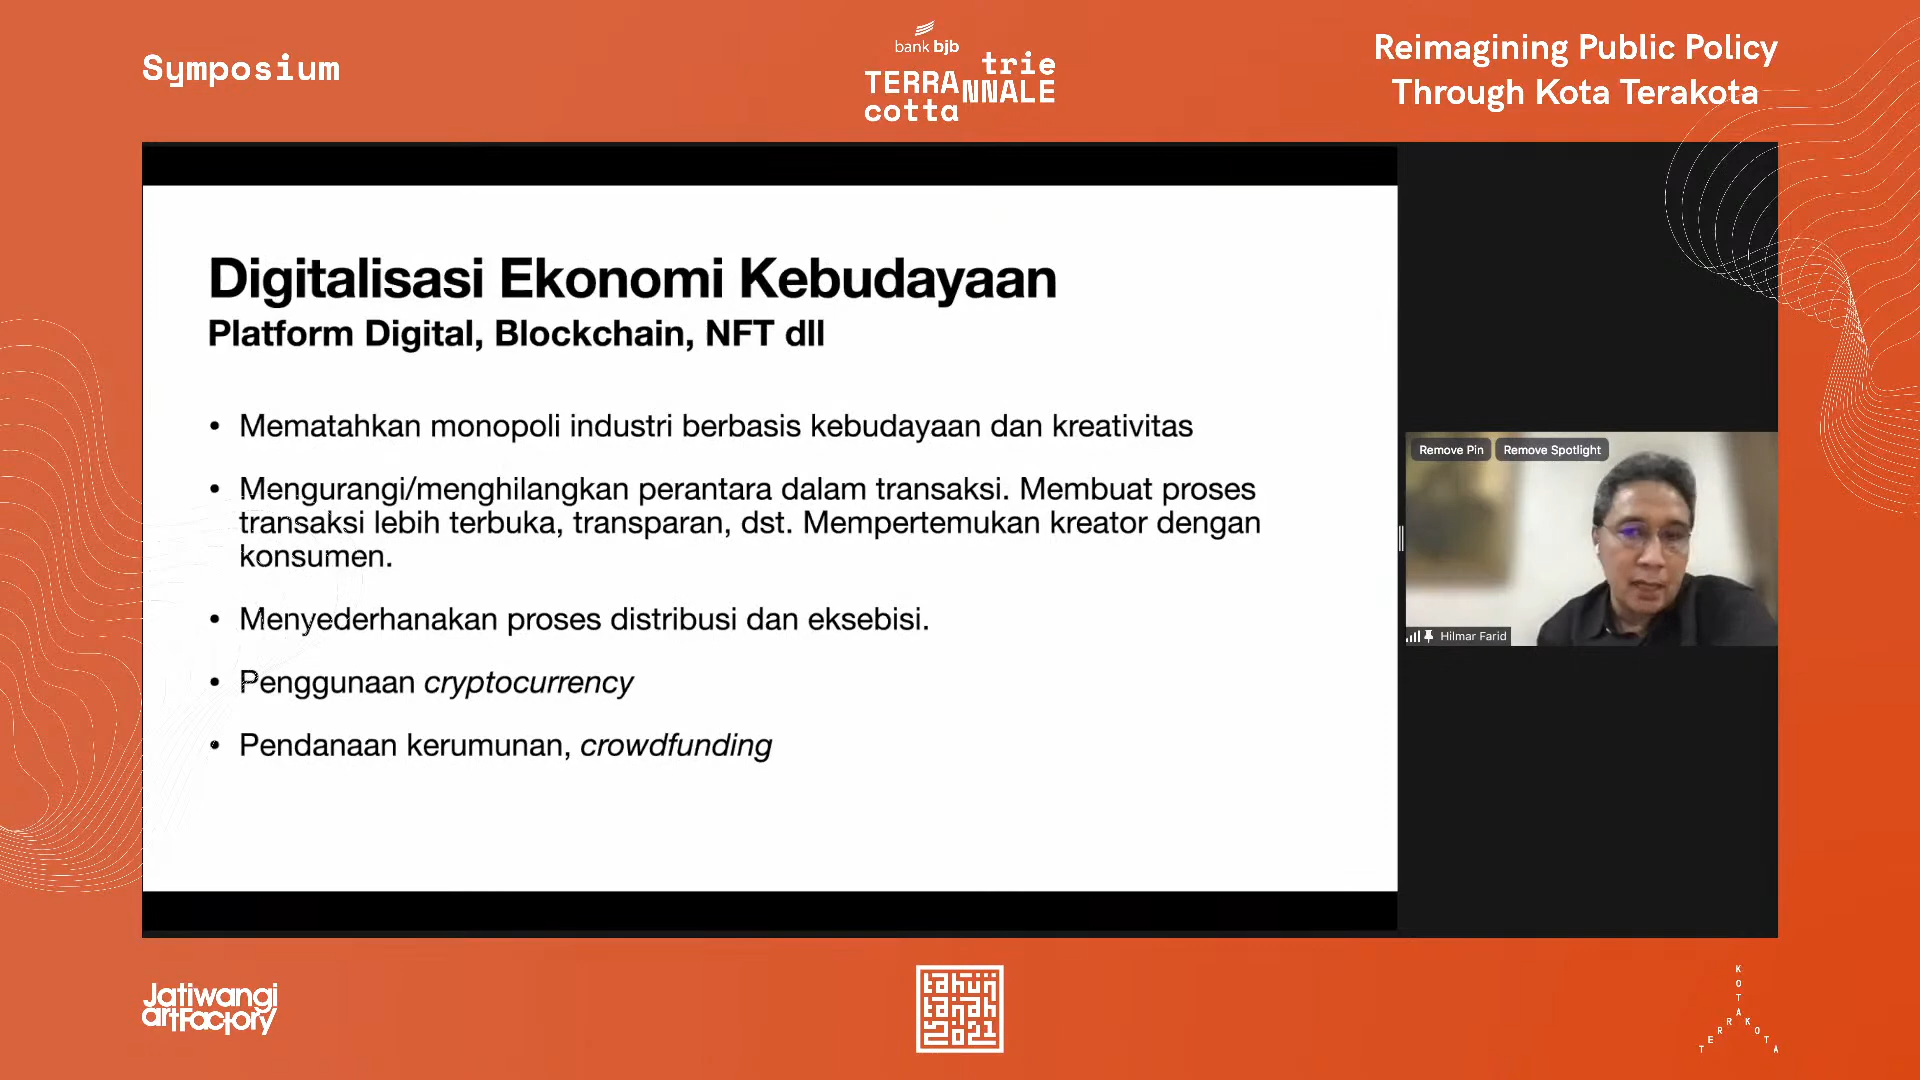 Symposium
bank bjb
TERRA trie
cotta NNALE
Reimagining Public Policy
Through Kota Terakota
Digitalisasi Ekonomi Kebudayaan
Platform Digital, Blockchain, NFT dll
• Mematahkan monopoli industri berbasis kebudayaan dan kreativitas
• Mengurangi/menghilangkan perantara dalam transaksi. Membuat proses
transaksi lebih terbuka, transparan, dst. Mempertemukan kreator dengan
konsumen.
• Menyederhanakan proses distribusi dan eksebisi.
• Penggunaan cryptocurrency
• Pendanaan kerumunan, crowdfunding
Remove Pin Remove Spotlight
Hilmar Farid
Jatiwangi
artFactory
tahun
tanah
2021
KOTA
TERRA KOTA